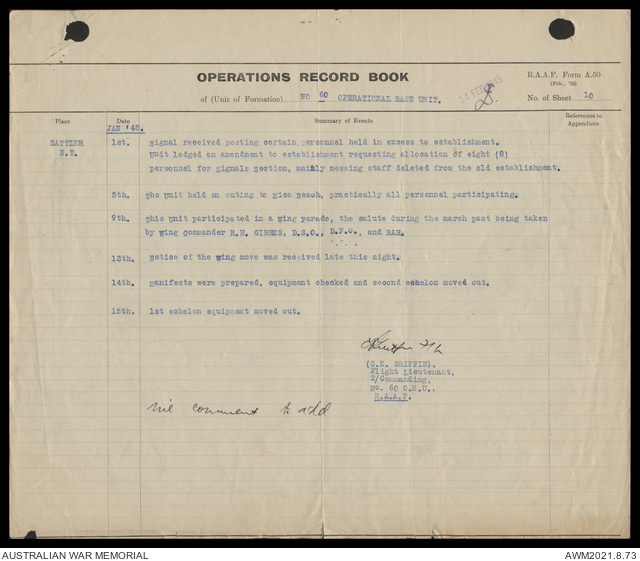 OPERATIONS RECORD BOOK
R.A.A.F. Form A.50
(Feb., '38)
of (Unit of Formation) NO 60 OPERATIONAL BASE UNIT.
No. of Sheet 10
Place Date Summary of Events References to Appendices
JAN '45.
1st. Signal received posting certain personnel held in excess to establishment.
N.E. Unit lodged an amendment to establishment requesting allocation of eight (8)
personnel for signals section, mainly messing staff deleted from the old establishment.
5th. The Unit held an outing to Mica Beach, practically all personnel participating.
9th. This unit participated in a wing parade, the salute during the march past being taken
by Wing Commander R.H. GIBBES, D.S.O., D.F.C., and BAR.
13th. Notice of the wing move was received late this night.
14th. Manifests were prepared, equipment checked and second echelon moved out.
15th. 1st echelon equipment moved out.
GRIFFIN),
Flight Lieutenant,
T/Commanding,
No. 60 O.B.U.,
R.A.A.F.
nil comment to add
AUSTRALIAN WAR MEMORIAL
AWM2021.8.73